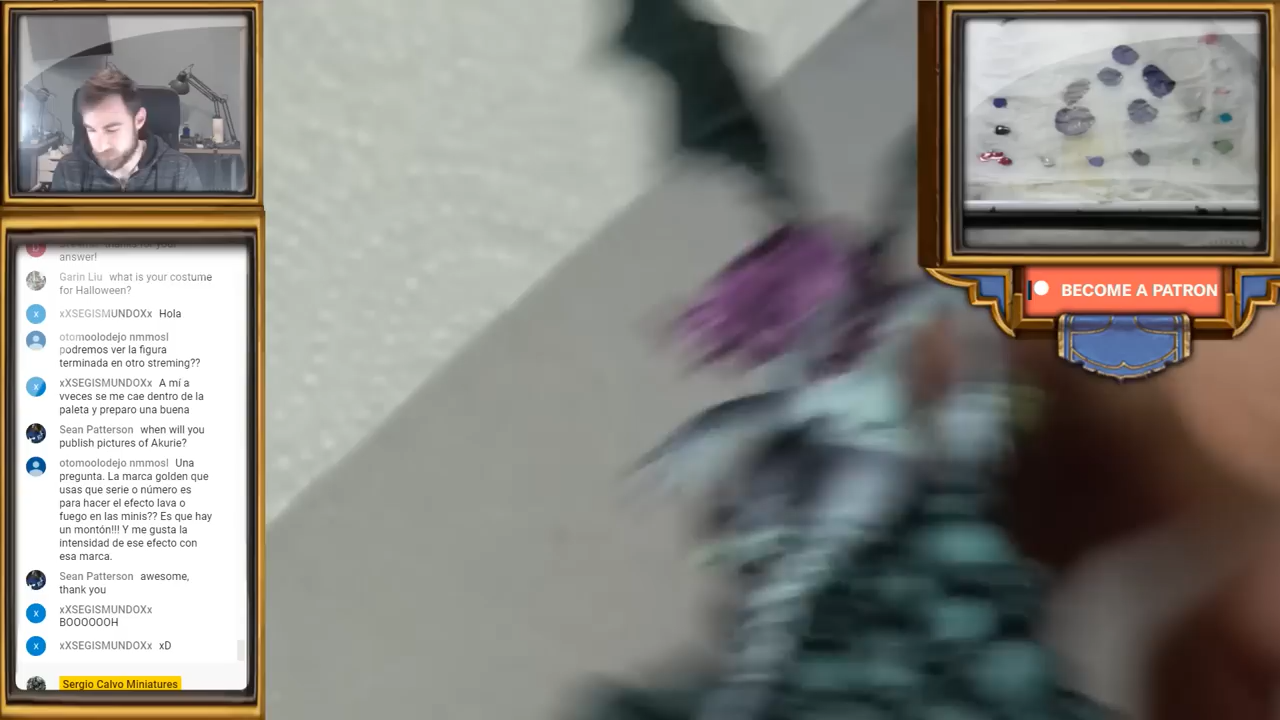 answer!
Garin Liu what is your costume
for Halloween?
xXSEGISMUNDOXx Hola
otomoolodejo nmmosl
podremos ver la figura
terminada en otro streming??
xXSEGISMUNDOXx A mí a
vveces se me cae dentro de la
paleta y preparo una buena
Sean Patterson when will you
publish pictures of Akurie?
otomoolodejo nmmosl Una
pregunta. La marca golden que
usas que serie o número es
para hacer el efecto lava o
fuego en las minis?? Es que hay
un montón!!! Y me gusta la
intensidad de ese efecto con
esa marca.
Sean Patterson awesome,
thank you
xXSEGISMUNDOXx
BOOOOOOH
xXSEGISMUNDOXx xD
Sergio Calvo Miniatures
BECOME A PATRON